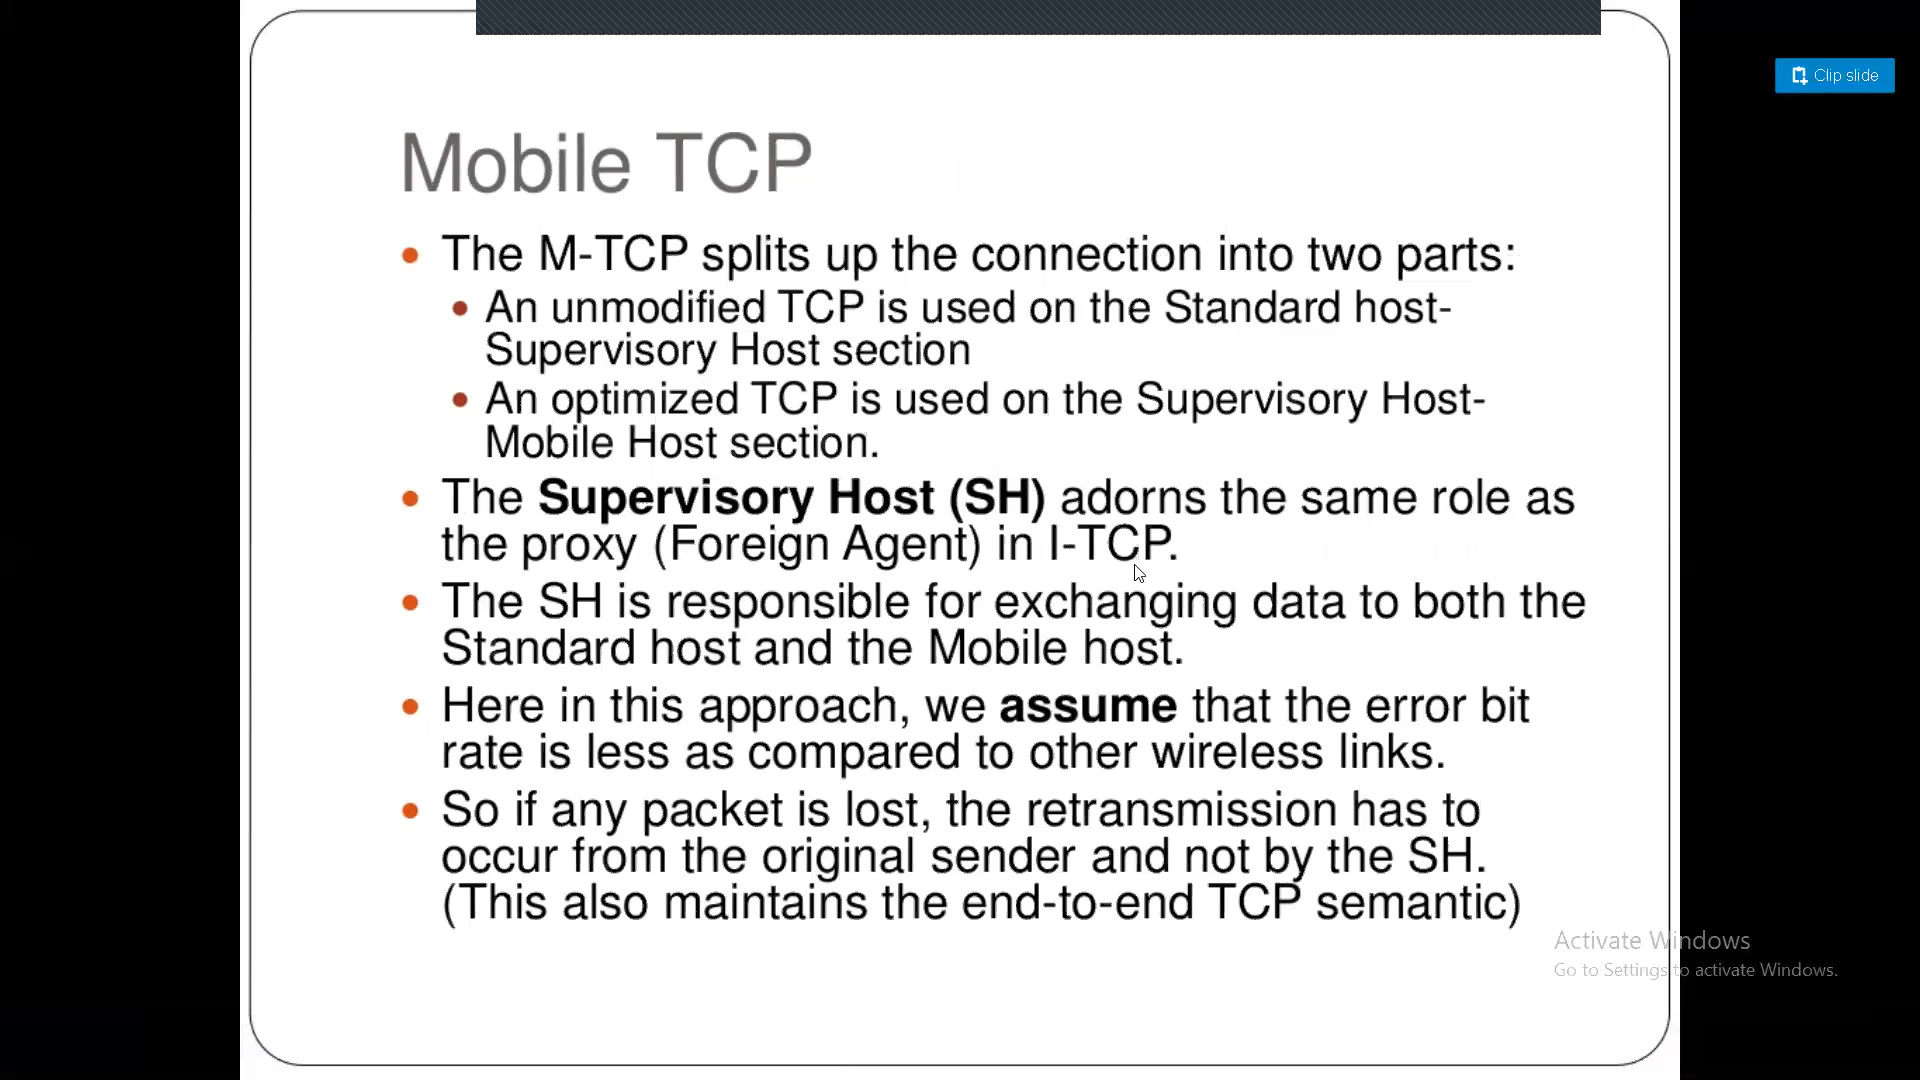 Clip slide
Mobile TCP
• The M-TCP splits up the connection into two parts:
• An unmodified TCP is used on the Standard host-
Supervisory Host section
• An optimized TCP is used on the Supervisory Host-
Mobile Host section.
• The Supervisory Host (SH) adorns the same role as
the proxy (Foreign Agent) in I-TCP.
• The SH is responsible for exchanging data to both the
Standard host and the Mobile host.
• Here in this approach, we assume that the error bit
rate is less as compared to other wireless links.
• So if any packet is lost, the retransmission has to
occur from the original sender and not by the SH.
(This also maintains the end-to-end TCP semantic)
Activate Windows
Go to Settings to activate Windows.